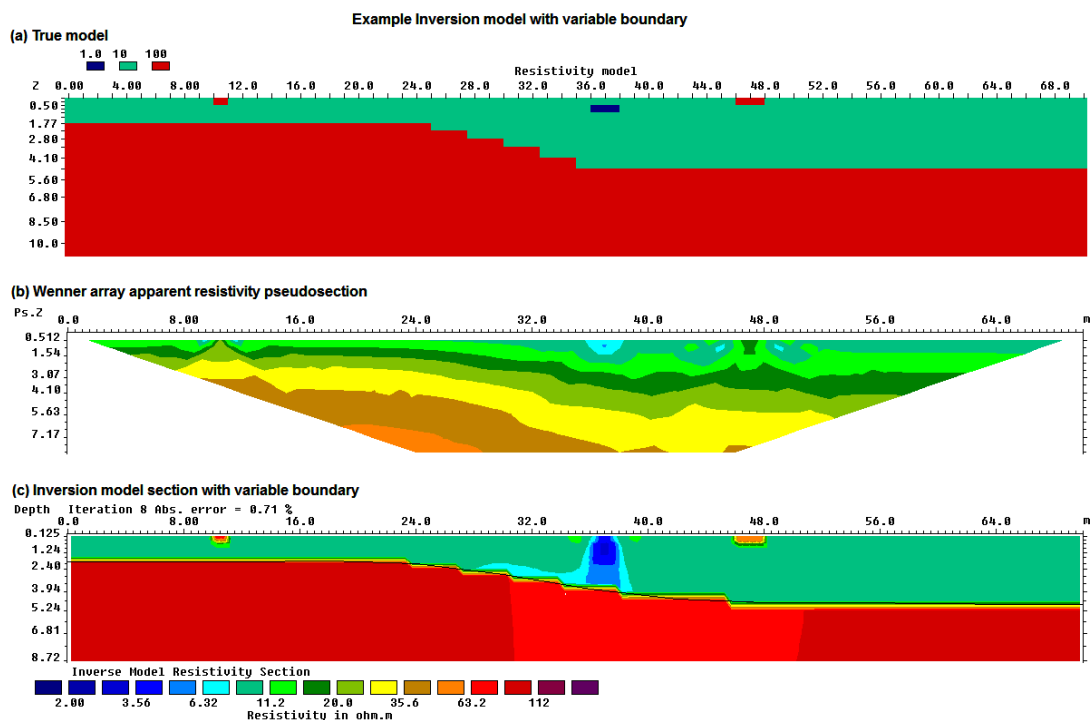 Example Inversion model with variable boundary
(a) True model
1.0 10 100
Resistivity model
Z 0.00 4.00 8.00 12.0 16.0 20.0 24.0 28.0 32.0 36.0 40.0 44.0 48.0 52.0 56.0 60.0 64.0 68.0
0.50
1.77
2.80
4.10
5.60
6.80
8.50
10.0
(b) Wenner array apparent resistivity pseudosection
Ps.Z 0.0 8.00 16.0 24.0 32.0 40.0 48.0 56.0 64.0 m
0.512
1.54
3.07
4.10
5.63
7.17
(c) Inversion model section with variable boundary
Depth Iteration 8 Abs. error = 0.71 %
0.0 8.00 16.0 24.0 32.0 40.0 48.0 56.0 64.0 m
0.125
1.24
2.40
3.94
5.24
6.81
8.72
Inverse Model Resistivity Section
2.00 3.56 6.32 11.2 20.0 35.6 63.2 112
Resistivity in ohm.m